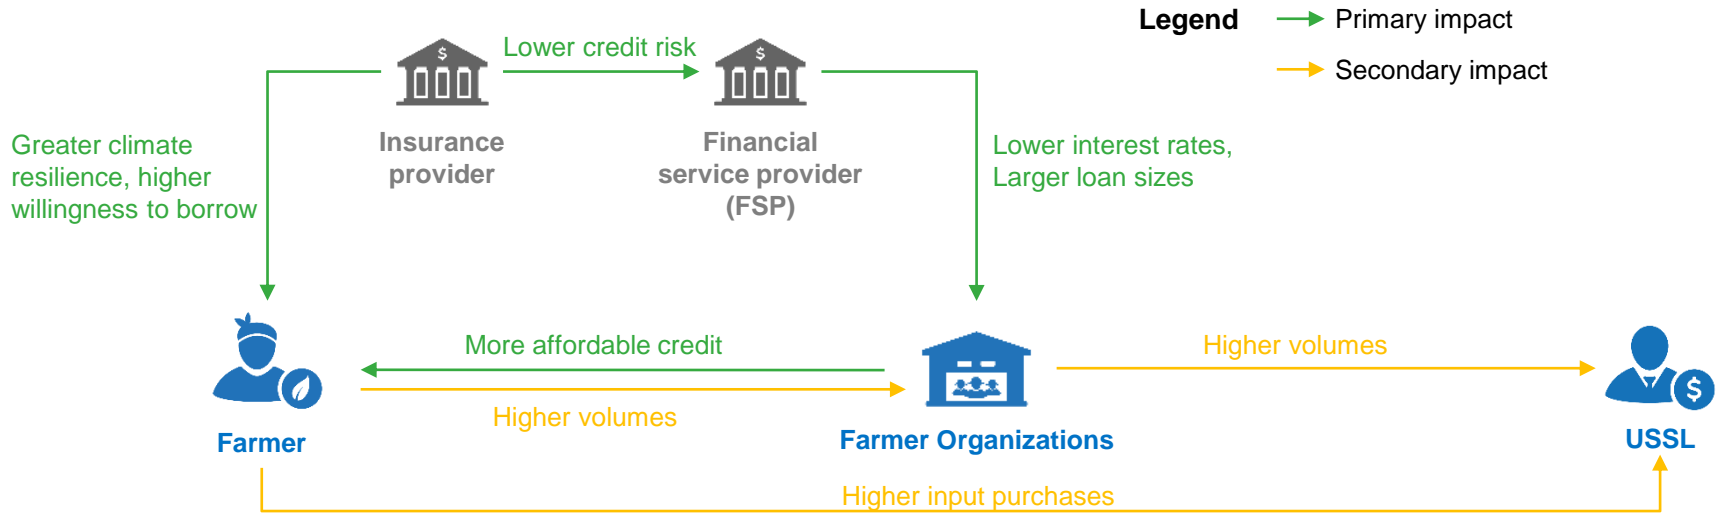 Legend
Primary impact
Secondary impact
Lower credit risk
Insurance
provider
Financial
service provider
(FSP)
Greater climate
resilience, higher
willingness to borrow
Lower interest rates,
Larger loan sizes
More affordable credit
Higher volumes
Higher volumes
Farmer
Farmer Organizations
USSL
Higher input purchases